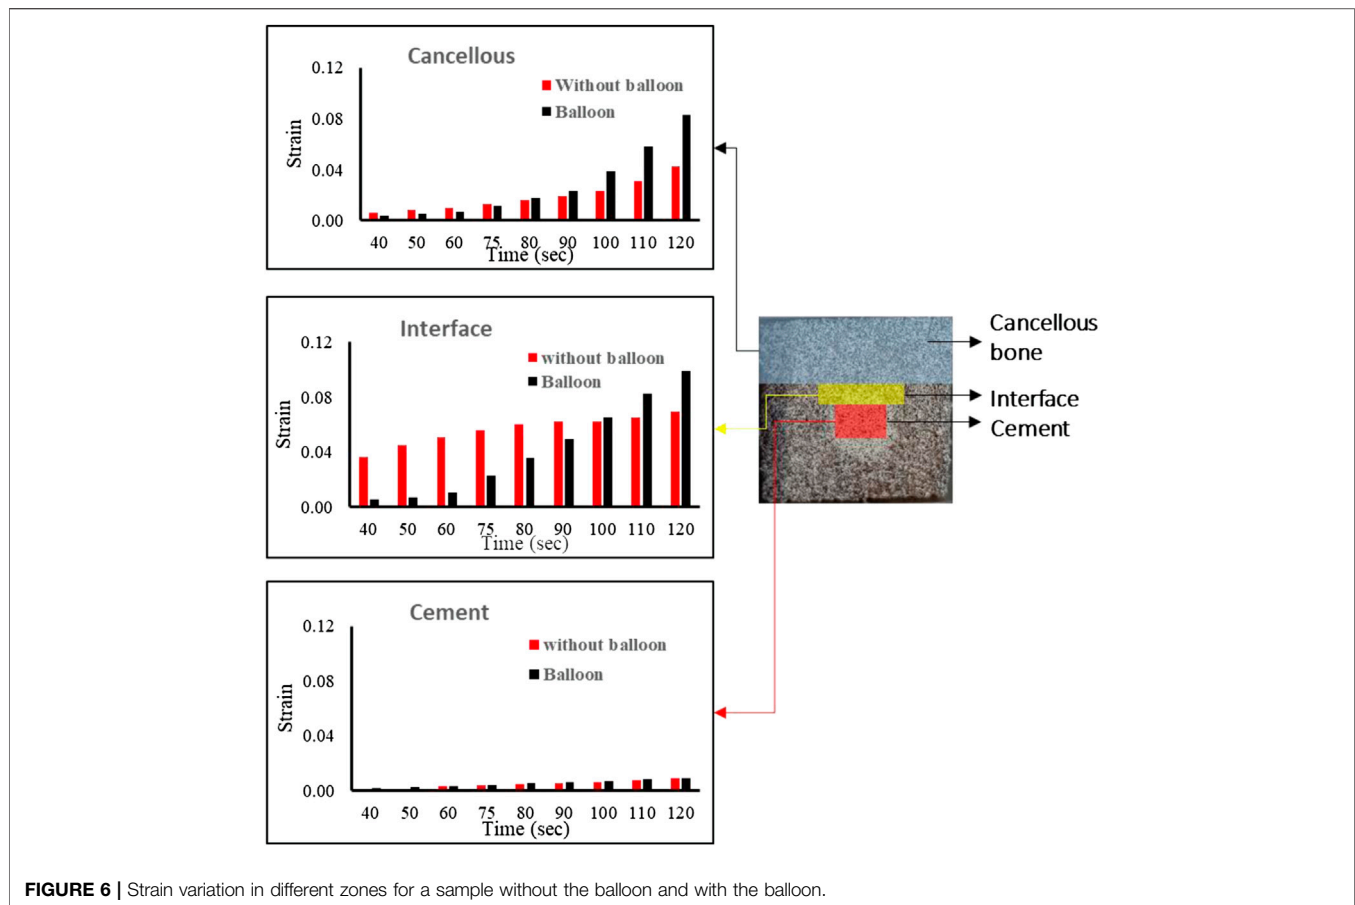 Cancellous
0.12
Without balloon
Balloon
0.08
Strain
0.04
0.00
40 50 60 75 80 90 100 110 120
Time (sec)
Interface
0.12
without balloon
Balloon
0.08
Strain
0.04
0.00
40 50 60 75 80 90 100 110 120
Time (sec)
Cement
0.12
without balloon
Balloon
0.08
Strain
0.04
0.00
40 50 60 75 80 90 100 110 120
Time (sec)
Cancellous
bone
Interface
Cement
FIGURE 6 | Strain variation in different zones for a sample without the balloon and with the balloon.